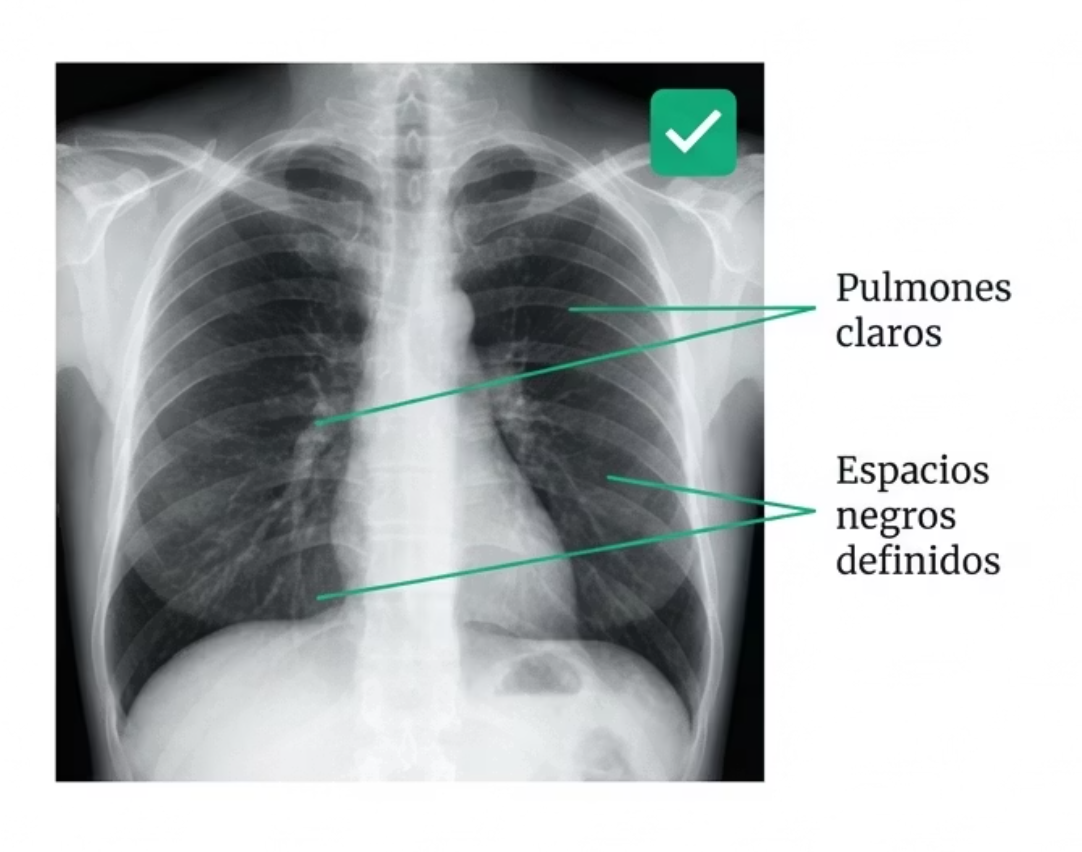 Pulmones
claros
Espacios
negros
definidos